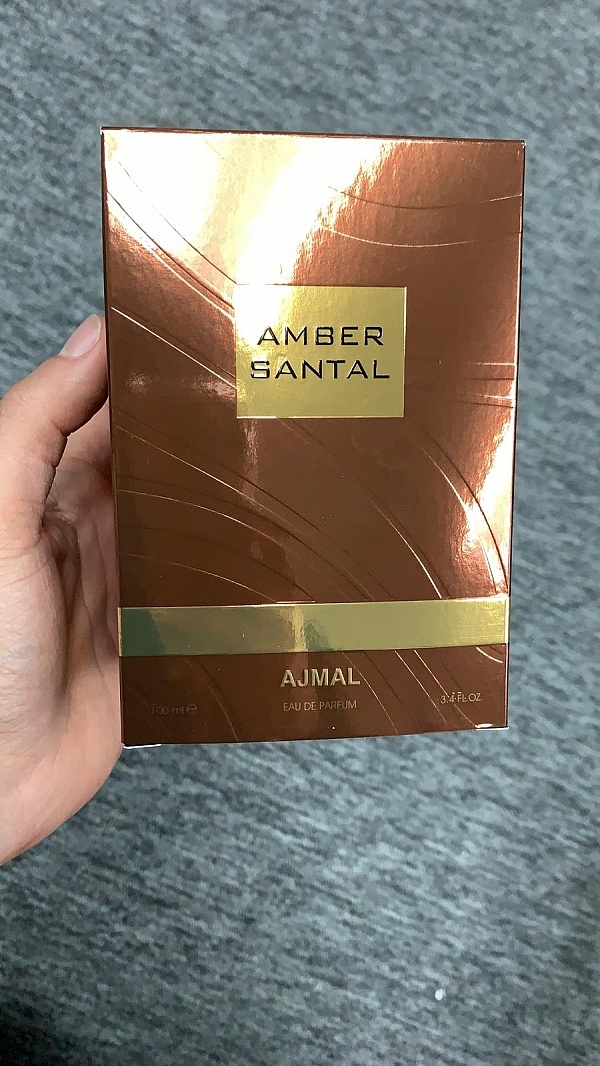 AMBER
SANTAL
AJMAL
100 ml ℮
EAU DE PARFUM
3.4 FL.OZ.